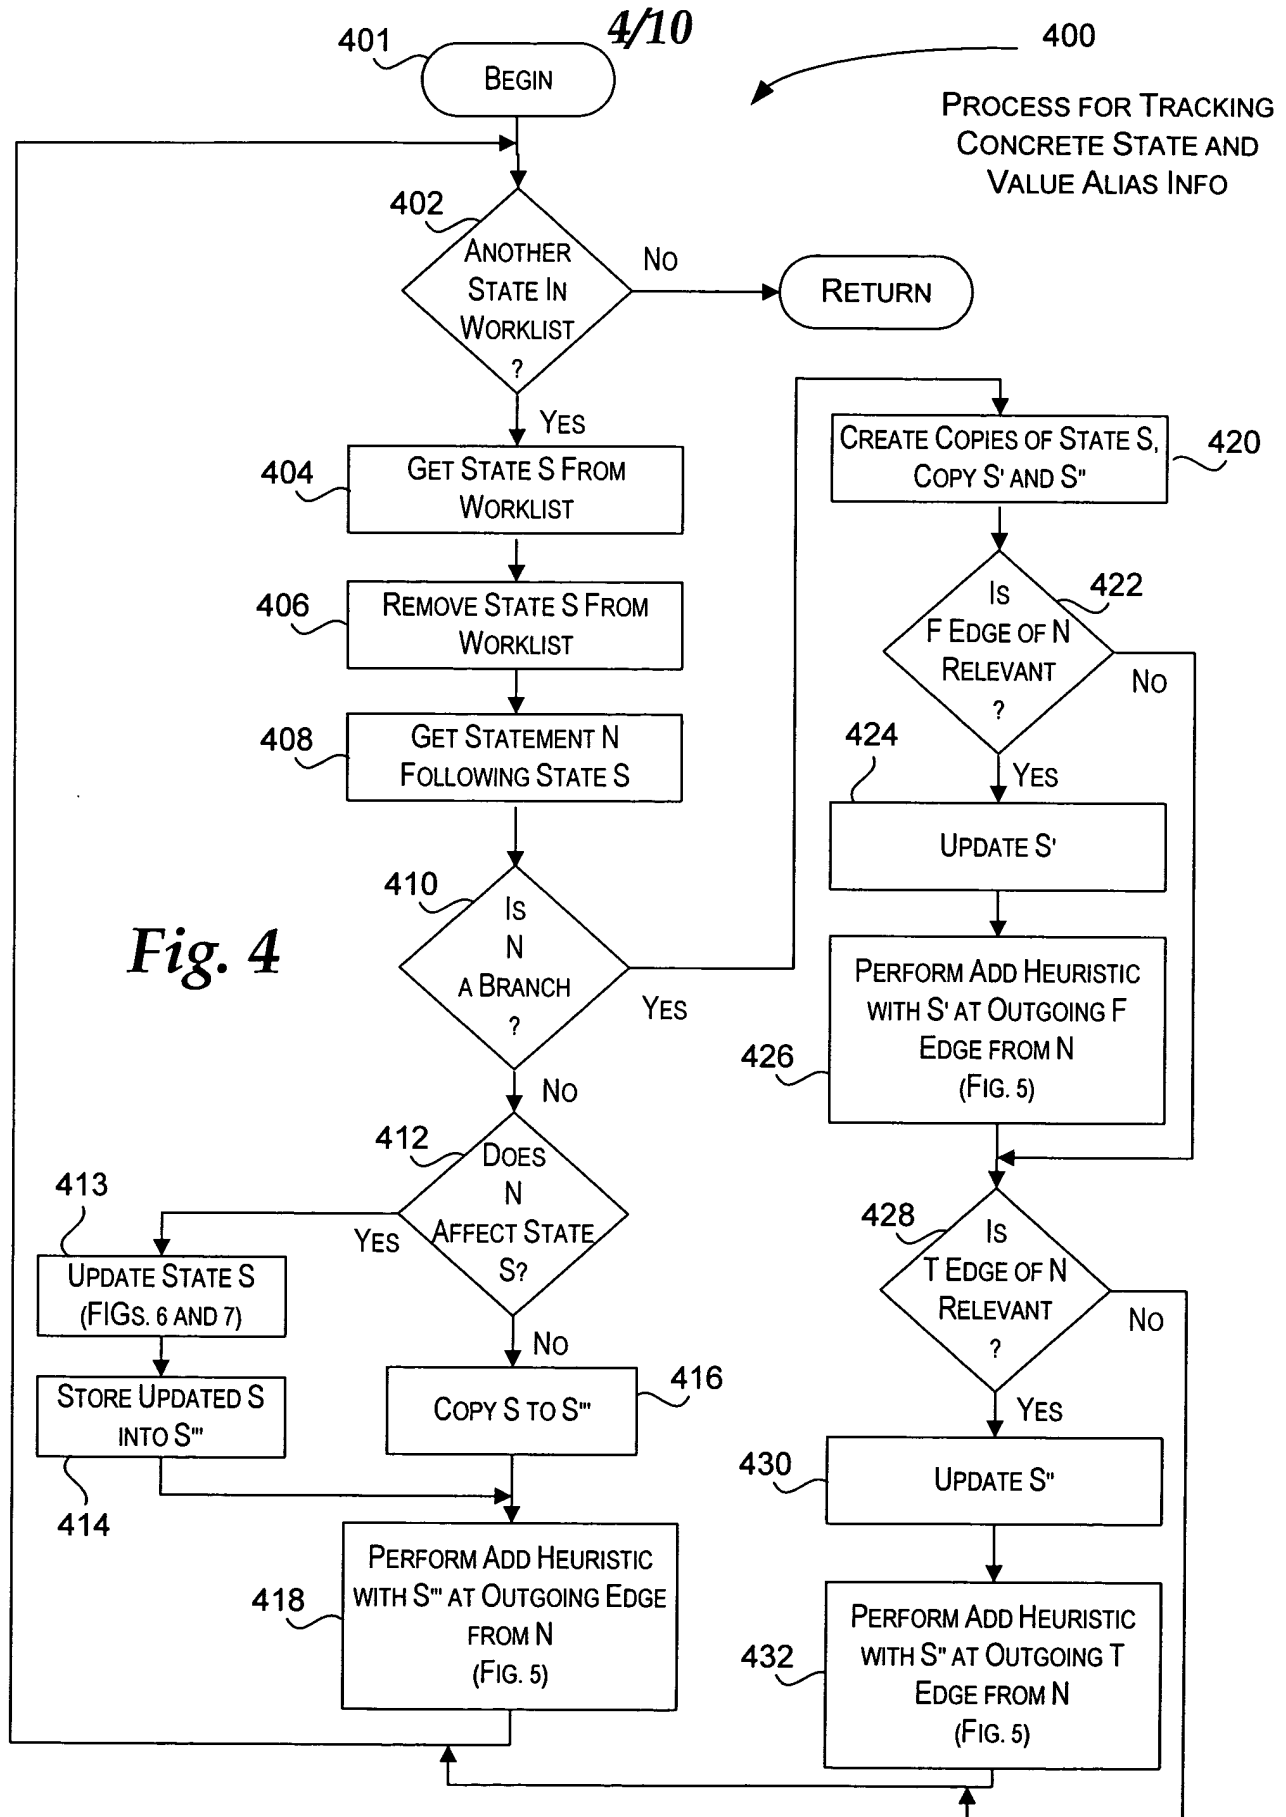 4/10
401
BEGIN
400
PROCESS FOR TRACKING
CONCRETE STATE AND
VALUE ALIAS INFO
402
ANOTHER
STATE IN
WORKLIST
?
NO
RETURN
YES
404
GET STATE S FROM
WORKLIST
406
REMOVE STATE S FROM
WORKLIST
408
GET STATEMENT N
FOLLOWING STATE S
410
IS
N
A BRANCH
?
YES
NO
Fig. 4
412
DOES
N
AFFECT STATE
S?
YES
NO
413
UPDATE STATE S
(FIGS. 6 AND 7)
STORE UPDATED S
INTO S'''
414
COPY S TO S'''
416
418
PERFORM ADD HEURISTIC
WITH S''' AT OUTGOING EDGE
FROM N
(FIG. 5)
CREATE COPIES OF STATE S,
COPY S' AND S''
420
IS
F EDGE OF N
RELEVANT
?
422
NO
YES
424
UPDATE S'
PERFORM ADD HEURISTIC
WITH S' AT OUTGOING F
EDGE FROM N
(FIG. 5)
426
428
IS
T EDGE OF N
RELEVANT
?
NO
YES
430
UPDATE S''
432
PERFORM ADD HEURISTIC
WITH S'' AT OUTGOING T
EDGE FROM N
(FIG. 5)